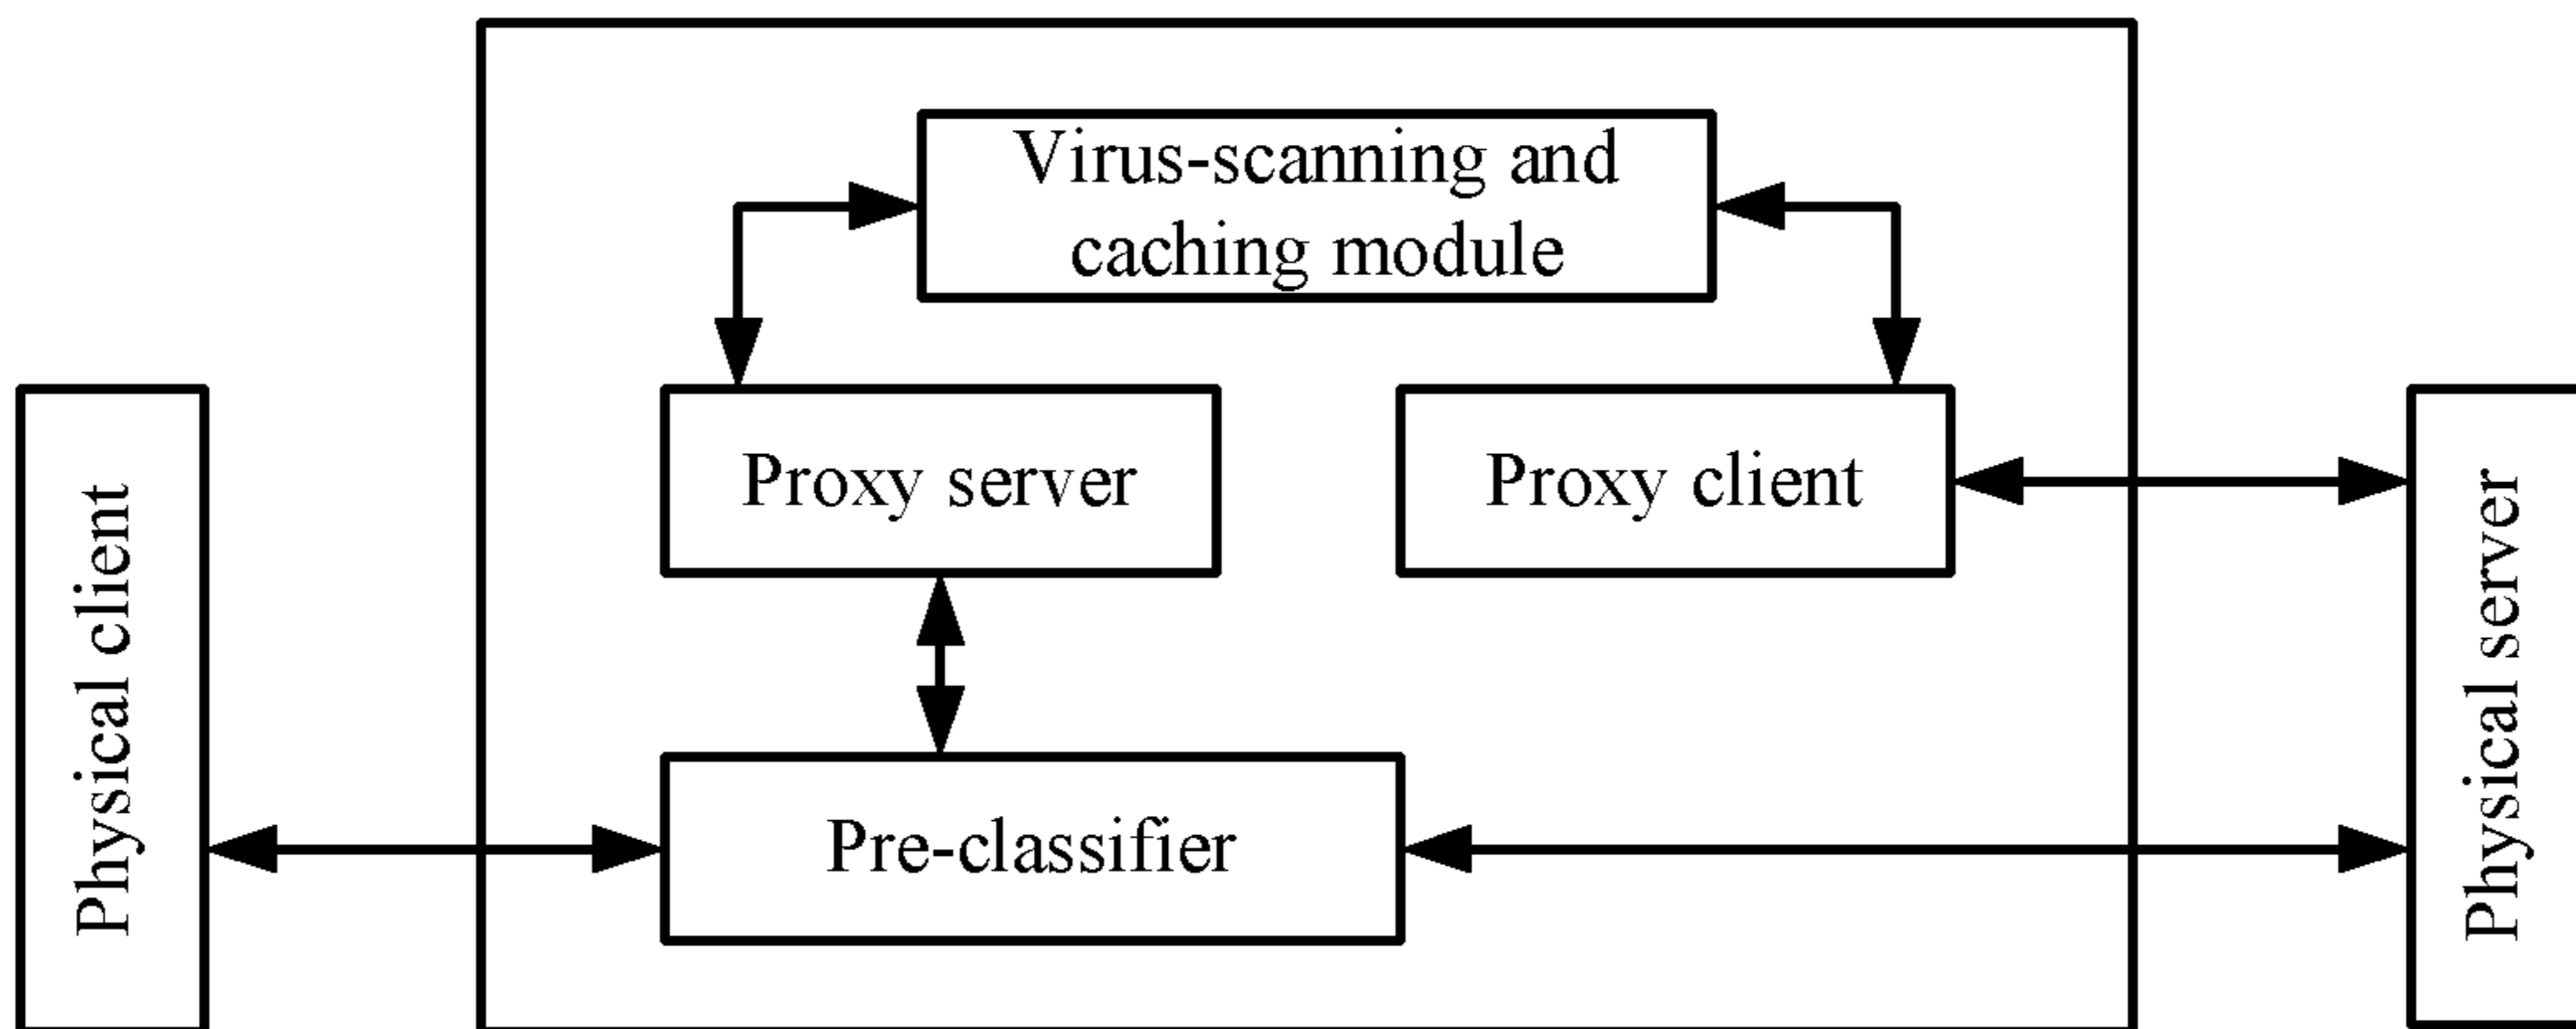 Virus-scanning and
caching module
Proxy server
Proxy client
Physical client
Physical server
Pre-classifier